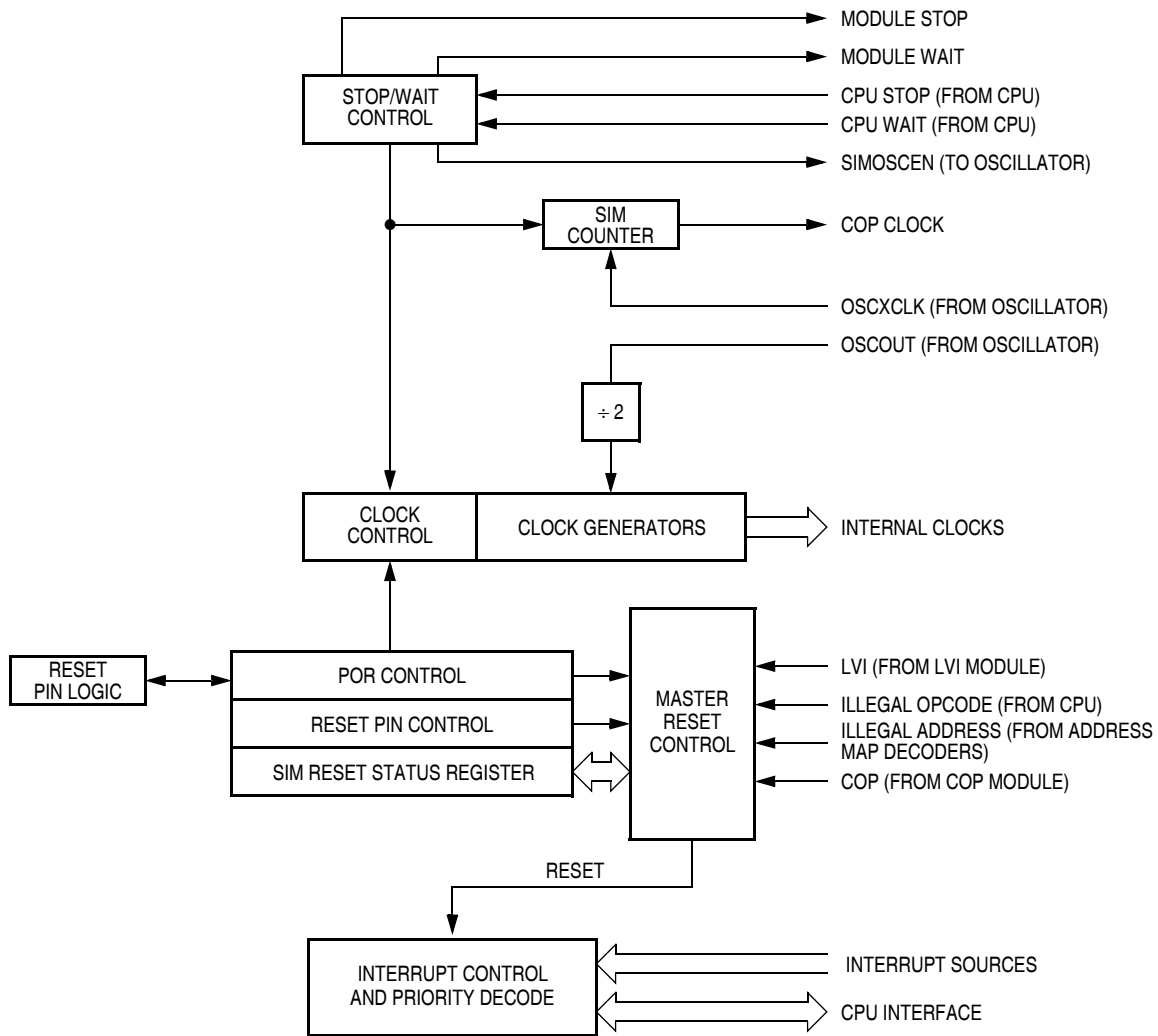 MODULE STOP
MODULE WAIT
STOP/WAIT
CONTROL
CPU STOP (FROM CPU)
CPU WAIT (FROM CPU)
SIMOSCEN (TO OSCILLATOR)
SIM
COUNTER
COP CLOCK
OSCXCLK (FROM OSCILLATOR)
OSCOUT (FROM OSCILLATOR)
÷ 2
CLOCK
CONTROL
CLOCK GENERATORS
INTERNAL CLOCKS
RESET
PIN LOGIC
POR CONTROL
RESET PIN CONTROL
SIM RESET STATUS REGISTER
MASTER
RESET
CONTROL
LVI (FROM LVI MODULE)
ILLEGAL OPCODE (FROM CPU)
ILLEGAL ADDRESS (FROM ADDRESS
MAP DECODERS)
COP (FROM COP MODULE)
RESET
INTERRUPT CONTROL
AND PRIORITY DECODE
INTERRUPT SOURCES
CPU INTERFACE